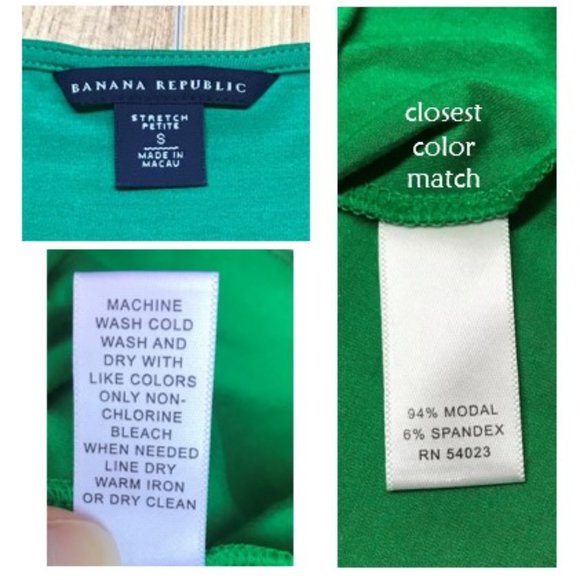 BANANA REPUBLIC
STRETCH
PETITE
S
MADE IN
MACAU
closest
color
match
MACHINE
WASH COLD
WASH AND
DRY WITH
LIKE COLORS
ONLY NON-
CHLORINE
BLEACH
WHEN NEEDED
LINE DRY
WARM IRON
OR DRY CLEAN
94% MODAL
6% SPANDEX
RN 54023